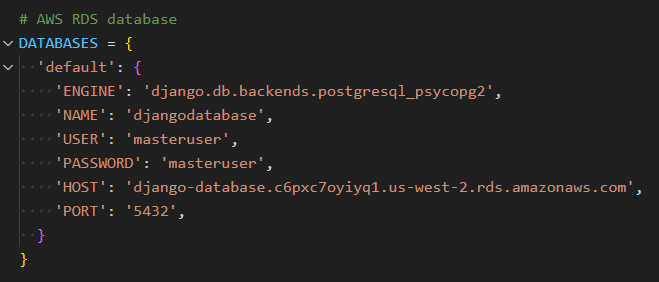 # AWS RDS database
DATABASES = {
'default': {
'ENGINE': 'django.db.backends.postgresql_psycopg2',
'NAME': 'djangodatabase',
'USER': 'masteruser',
'PASSWORD': 'masteruser',
'HOST': 'django-database.c6pxc7oyiyq1.us-west-2.rds.amazonaws.com',
'PORT': '5432',
}
}